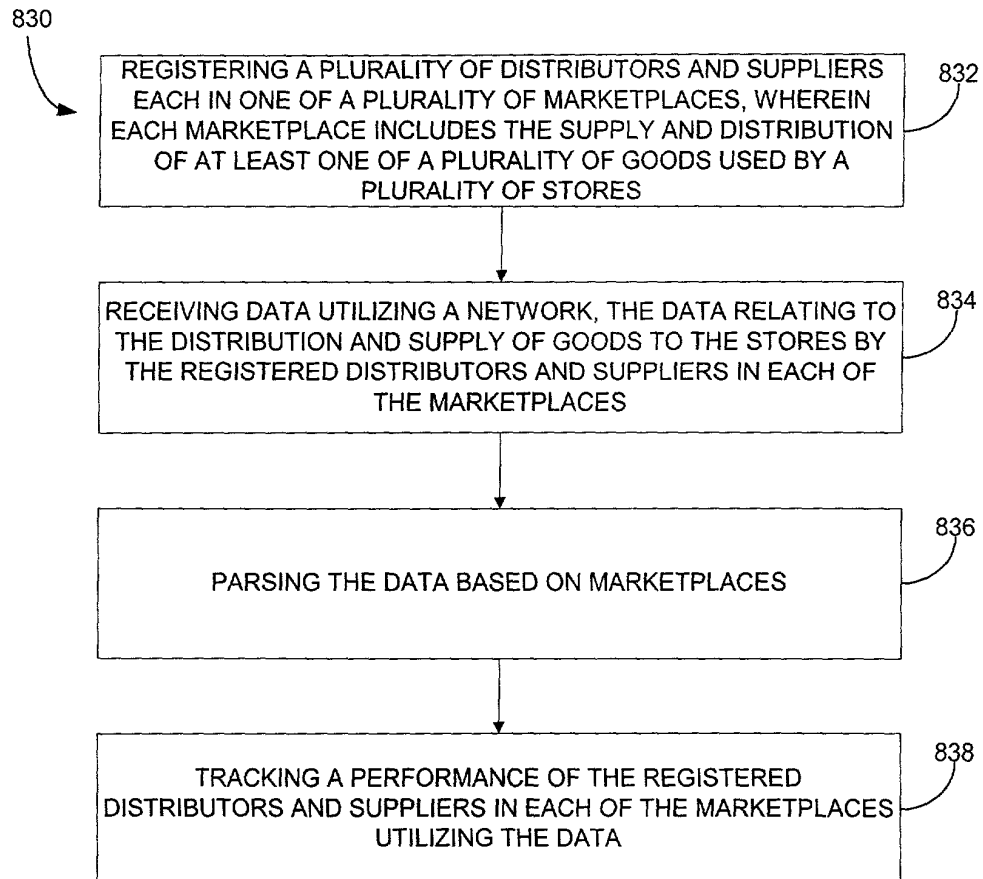 830
REGISTERING A PLURALITY OF DISTRIBUTORS AND SUPPLIERS
EACH IN ONE OF A PLURALITY OF MARKETPLACES, WHEREIN
EACH MARKETPLACE INCLUDES THE SUPPLY AND DISTRIBUTION
OF AT LEAST ONE OF A PLURALITY OF GOODS USED BY A
PLURALITY OF STORES
832
RECEIVING DATA UTILIZING A NETWORK, THE DATA RELATING TO
THE DISTRIBUTION AND SUPPLY OF GOODS TO THE STORES BY
THE REGISTERED DISTRIBUTORS AND SUPPLIERS IN EACH OF
THE MARKETPLACES
834
PARSING THE DATA BASED ON MARKETPLACES
836
TRACKING A PERFORMANCE OF THE REGISTERED
DISTRIBUTORS AND SUPPLIERS IN EACH OF THE MARKETPLACES
UTILIZING THE DATA
838